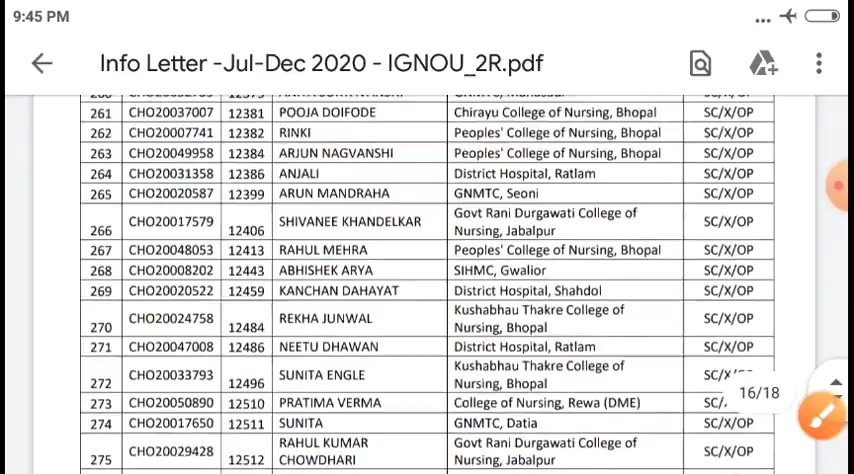 9:45 PM
Info Letter -Jul-Dec 2020 - IGNOU_2R.pdf
261 CHO20037007 12381 POOJA DOIFODE Chirayu College of Nursing, Bhopal SC/X/OP
262 CHO20007741 12382 RINKI Peoples' College of Nursing, Bhopal SC/X/OP
263 CHO20049958 12384 ARJUN NAGVANSHI Peoples' College of Nursing, Bhopal SC/X/OP
264 CHO20031358 12386 ANJALI District Hospital, Ratlam SC/X/OP
265 CHO20020587 12399 ARUN MANDRAHA GNMTC, Seoni SC/X/OP
266 CHO20017579 12406 SHIVANEE KHANDELKAR Govt Rani Durgawati College of
Nursing, Jabalpur SC/X/OP
267 CHO20048053 12413 RAHUL MEHRA Peoples' College of Nursing, Bhopal SC/X/OP
268 CHO20008202 12443 ABHISHEK ARYA SIHMC, Gwalior SC/X/OP
269 CHO20020522 12459 KANCHAN DAHAYAT District Hospital, Shahdol SC/X/OP
270 CHO20024758 12484 REKHA JUNWAL Kushabhau Thakre College of
Nursing, Bhopal SC/X/OP
271 CHO20047008 12486 NEETU DHAWAN District Hospital, Ratlam SC/X/OP
272 CHO20033793 12496 SUNITA ENGLE Kushabhau Thakre College of
Nursing, Bhopal SC/X/
16/18
273 CHO20050890 12510 PRATIMA VERMA College of Nursing, Rewa (DME) SC/
274 CHO20017650 12511 SUNITA GNMTC, Datia SC/X/OP
275 CHO20029428 12512 RAHUL KUMAR
CHOWDHARI Govt Rani Durgawati College of
Nursing, Jabalpur SC/X/OP